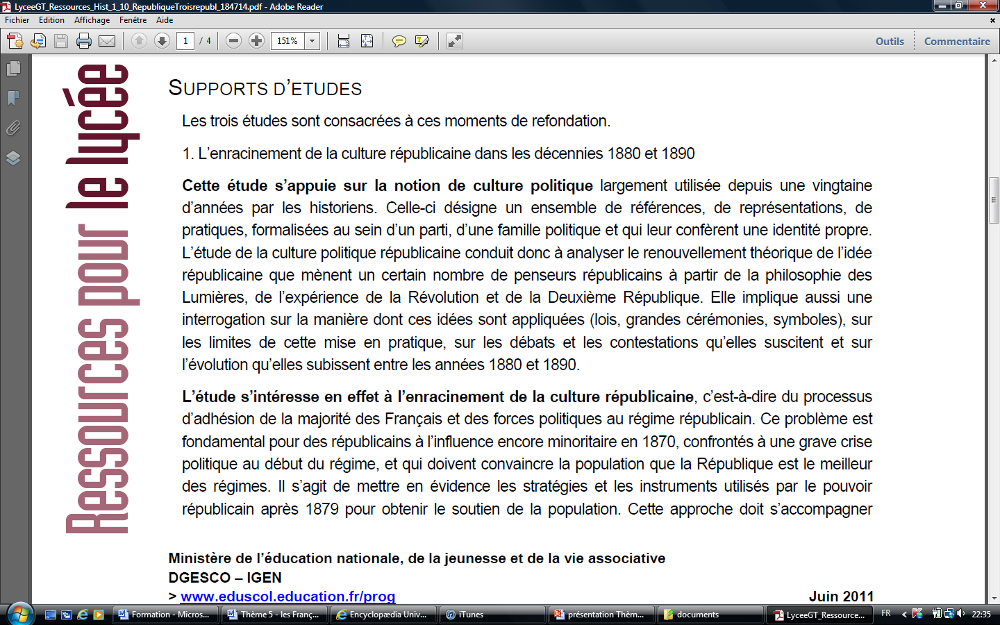 LyceeGT_Ressources_Hist_1_10_RepubliqueTroisrepubl_184714.pdf - Adobe Reader
Fichier Edition Affichage Fenêtre Aide
1 / 4 151% Outils Commentaire
Ressources pour le lycée
SUPPORTS D'ETUDES
Les trois études sont consacrées à ces moments de refondation.
1. L'enracinement de la culture républicaine dans les décennies 1880 et 1890
Cette étude s'appuie sur la notion de culture politique largement utilisée depuis une vingtaine
d'années par les historiens. Celle-ci désigne un ensemble de références, de représentations, de
pratiques, formalisées au sein d'un parti, d'une famille politique et qui leur confèrent une identité propre.
L'étude de la culture politique républicaine conduit donc à analyser le renouvellement théorique de l'idée
républicaine que mènent un certain nombre de penseurs républicains à partir de la philosophie des
Lumières, de l'expérience de la Révolution et de la Deuxième République. Elle implique aussi une
interrogation sur la manière dont ces idées sont appliquées (lois, grandes cérémonies, symboles), sur
les limites de cette mise en pratique, sur les débats et les contestations qu'elles suscitent et sur
l'évolution qu'elles subissent entre les années 1880 et 1890.
L'étude s'intéresse en effet à l'enracinement de la culture républicaine, c'est-à-dire du processus
d'adhésion de la majorité des Français et des forces politiques au régime républicain. Ce problème est
fondamental pour des républicains à l'influence encore minoritaire en 1870, confrontés à une grave crise
politique au début du régime, et qui doivent convaincre la population que la République est le meilleur
des régimes. Il s'agit de mettre en évidence les stratégies et les instruments utilisés par le pouvoir
républicain après 1879 pour obtenir le soutien de la population. Cette approche doit s'accompagner
Ministère de l'éducation nationale, de la jeunesse et de la vie associative
DGESCO – IGEN
> www.eduscol.education.fr/prog Juin 2011
Formation - Micros... Thème 5 - les Franç... Encyclopædia Univ... iTunes présentation Thèm... documents LyceeGT_Ressource... FR < 22:35